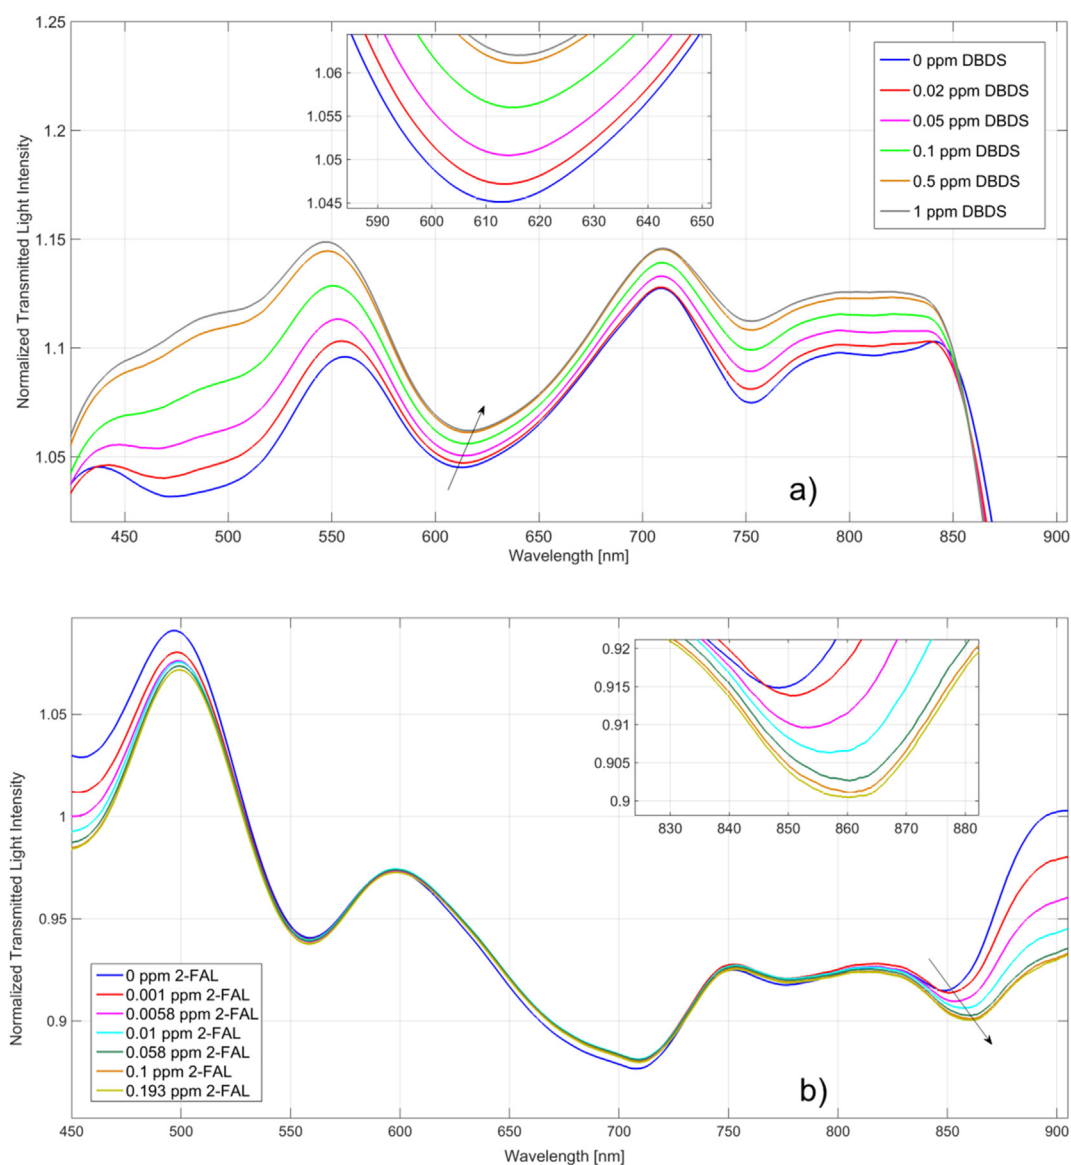 1.25
1.2
1.15
1.1
1.05
Normalized Transmitted Light Intensity
1.06
1.055
1.05
1.045
590 600 610 620 630 640 650
0 ppm DBDS
0.02 ppm DBDS
0.05 ppm DBDS
0.1 ppm DBDS
0.5 ppm DBDS
1 ppm DBDS
a)
450 500 550 600 650 700 750 800 850 900
Wavelength [nm]
1.05
1
0.95
0.9
Normalized Transmitted Light Intensity
0.92
0.915
0.91
0.905
0.9
830 840 850 860 870 880
0 ppm 2-FAL
0.001 ppm 2-FAL
0.0058 ppm 2-FAL
0.01 ppm 2-FAL
0.058 ppm 2-FAL
0.1 ppm 2-FAL
0.193 ppm 2-FAL
b)
450 500 550 600 650 700 750 800 850 900
Wavelength [nm]